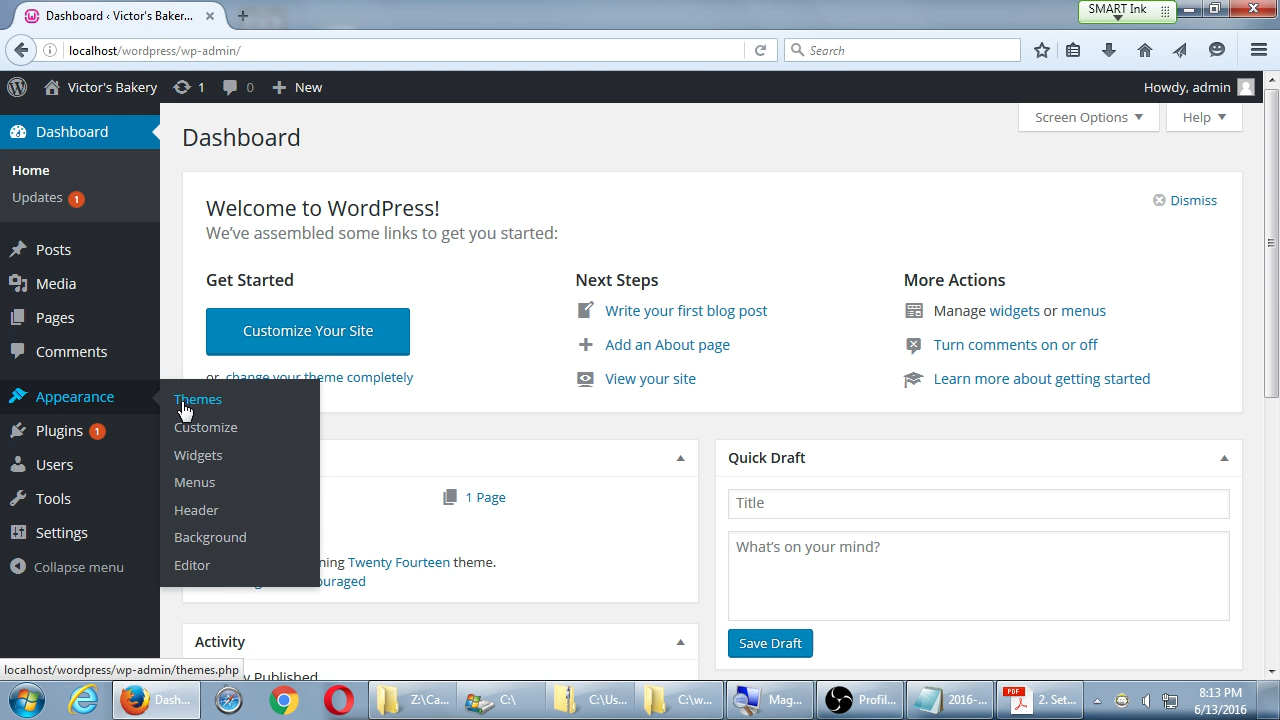 Dashboard ‹ Victor's Baker...
SMART Ink
localhost/wordpress/wp-admin/
Search
Victor's Bakery
1
0
New
Howdy, admin
Dashboard
Home
Updates 1
Posts
Media
Pages
Comments
Appearance
Plugins 1
Users
Tools
Settings
Collapse menu
Themes
Customize
Widgets
Menus
Header
Background
Editor
Dashboard
Screen Options
Help
Welcome to WordPress!
We've assembled some links to get you started:
Dismiss
Get Started
Customize Your Site
or change your theme completely
Next Steps
Write your first blog post
Add an About page
View your site
More Actions
Manage widgets or menus
Turn comments on or off
Learn more about getting started
1 Page
ning Twenty Fourteen theme.
ouraged
Activity
y Published
Quick Draft
Title
What's on your mind?
Save Draft
localhost/wordpress/wp-admin/themes.php
Dash...
Z:\Ca...
C:\
C:\Us...
C:\w...
Mag...
Profil...
2016-...
PDF
2. Set...
8:13 PM
6/13/2016